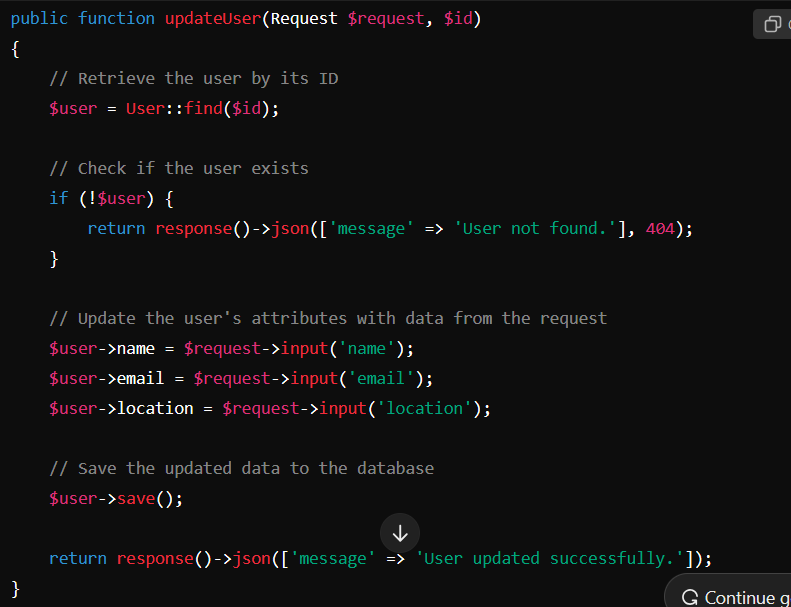 public function updateUser(Request $request, $id)
{
    // Retrieve the user by its ID
    $user = User::find($id);

    // Check if the user exists
    if (!$user) {
        return response()->json(['message' => 'User not found.'], 404);
    }

    // Update the user's attributes with data from the request
    $user->name = $request->input('name');
    $user->email = $request->input('email');
    $user->location = $request->input('location');

    // Save the updated data to the database
    $user->save();

    return response()->json(['message' => 'User updated successfully.']);
}
Continue g